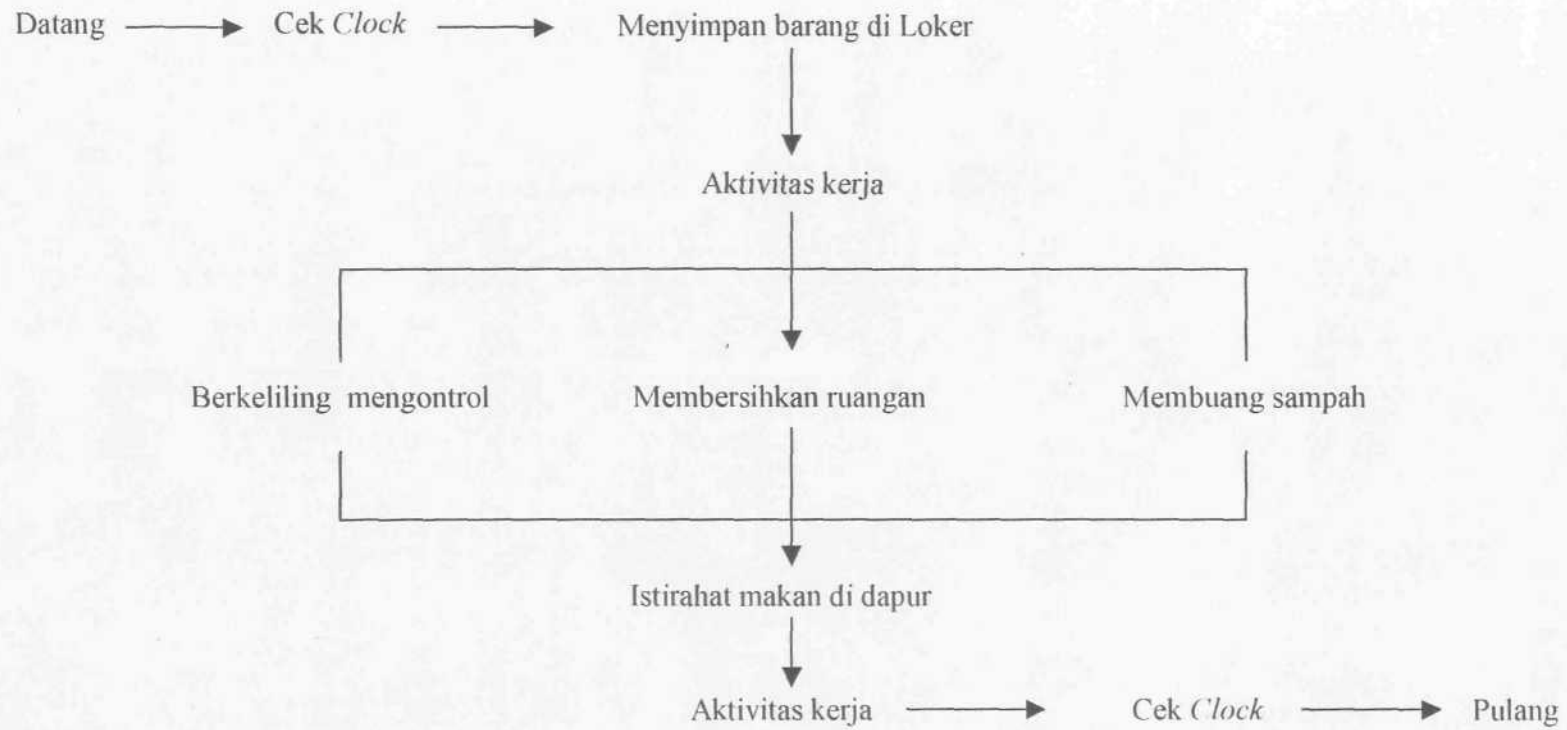 Datang Cek Clock Menyimpan barang di Loker
Aktivitas kerja
Berkeliling mengontrol Membersihkan ruangan Membuang sampah
Istirahat makan di dapur
Aktivitas kerja Cek Clock Pulang